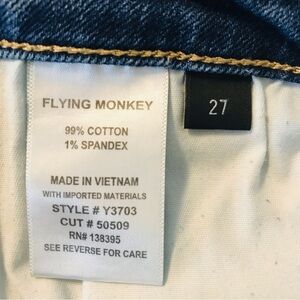 FLYING MONKEY
27
99% COTTON
1% SPANDEX
MADE IN VIETNAM
WITH IMPORTED MATERIALS
STYLE # Y3703
CUT # 50509
RN# 138395
SEE REVERSE FOR CARE